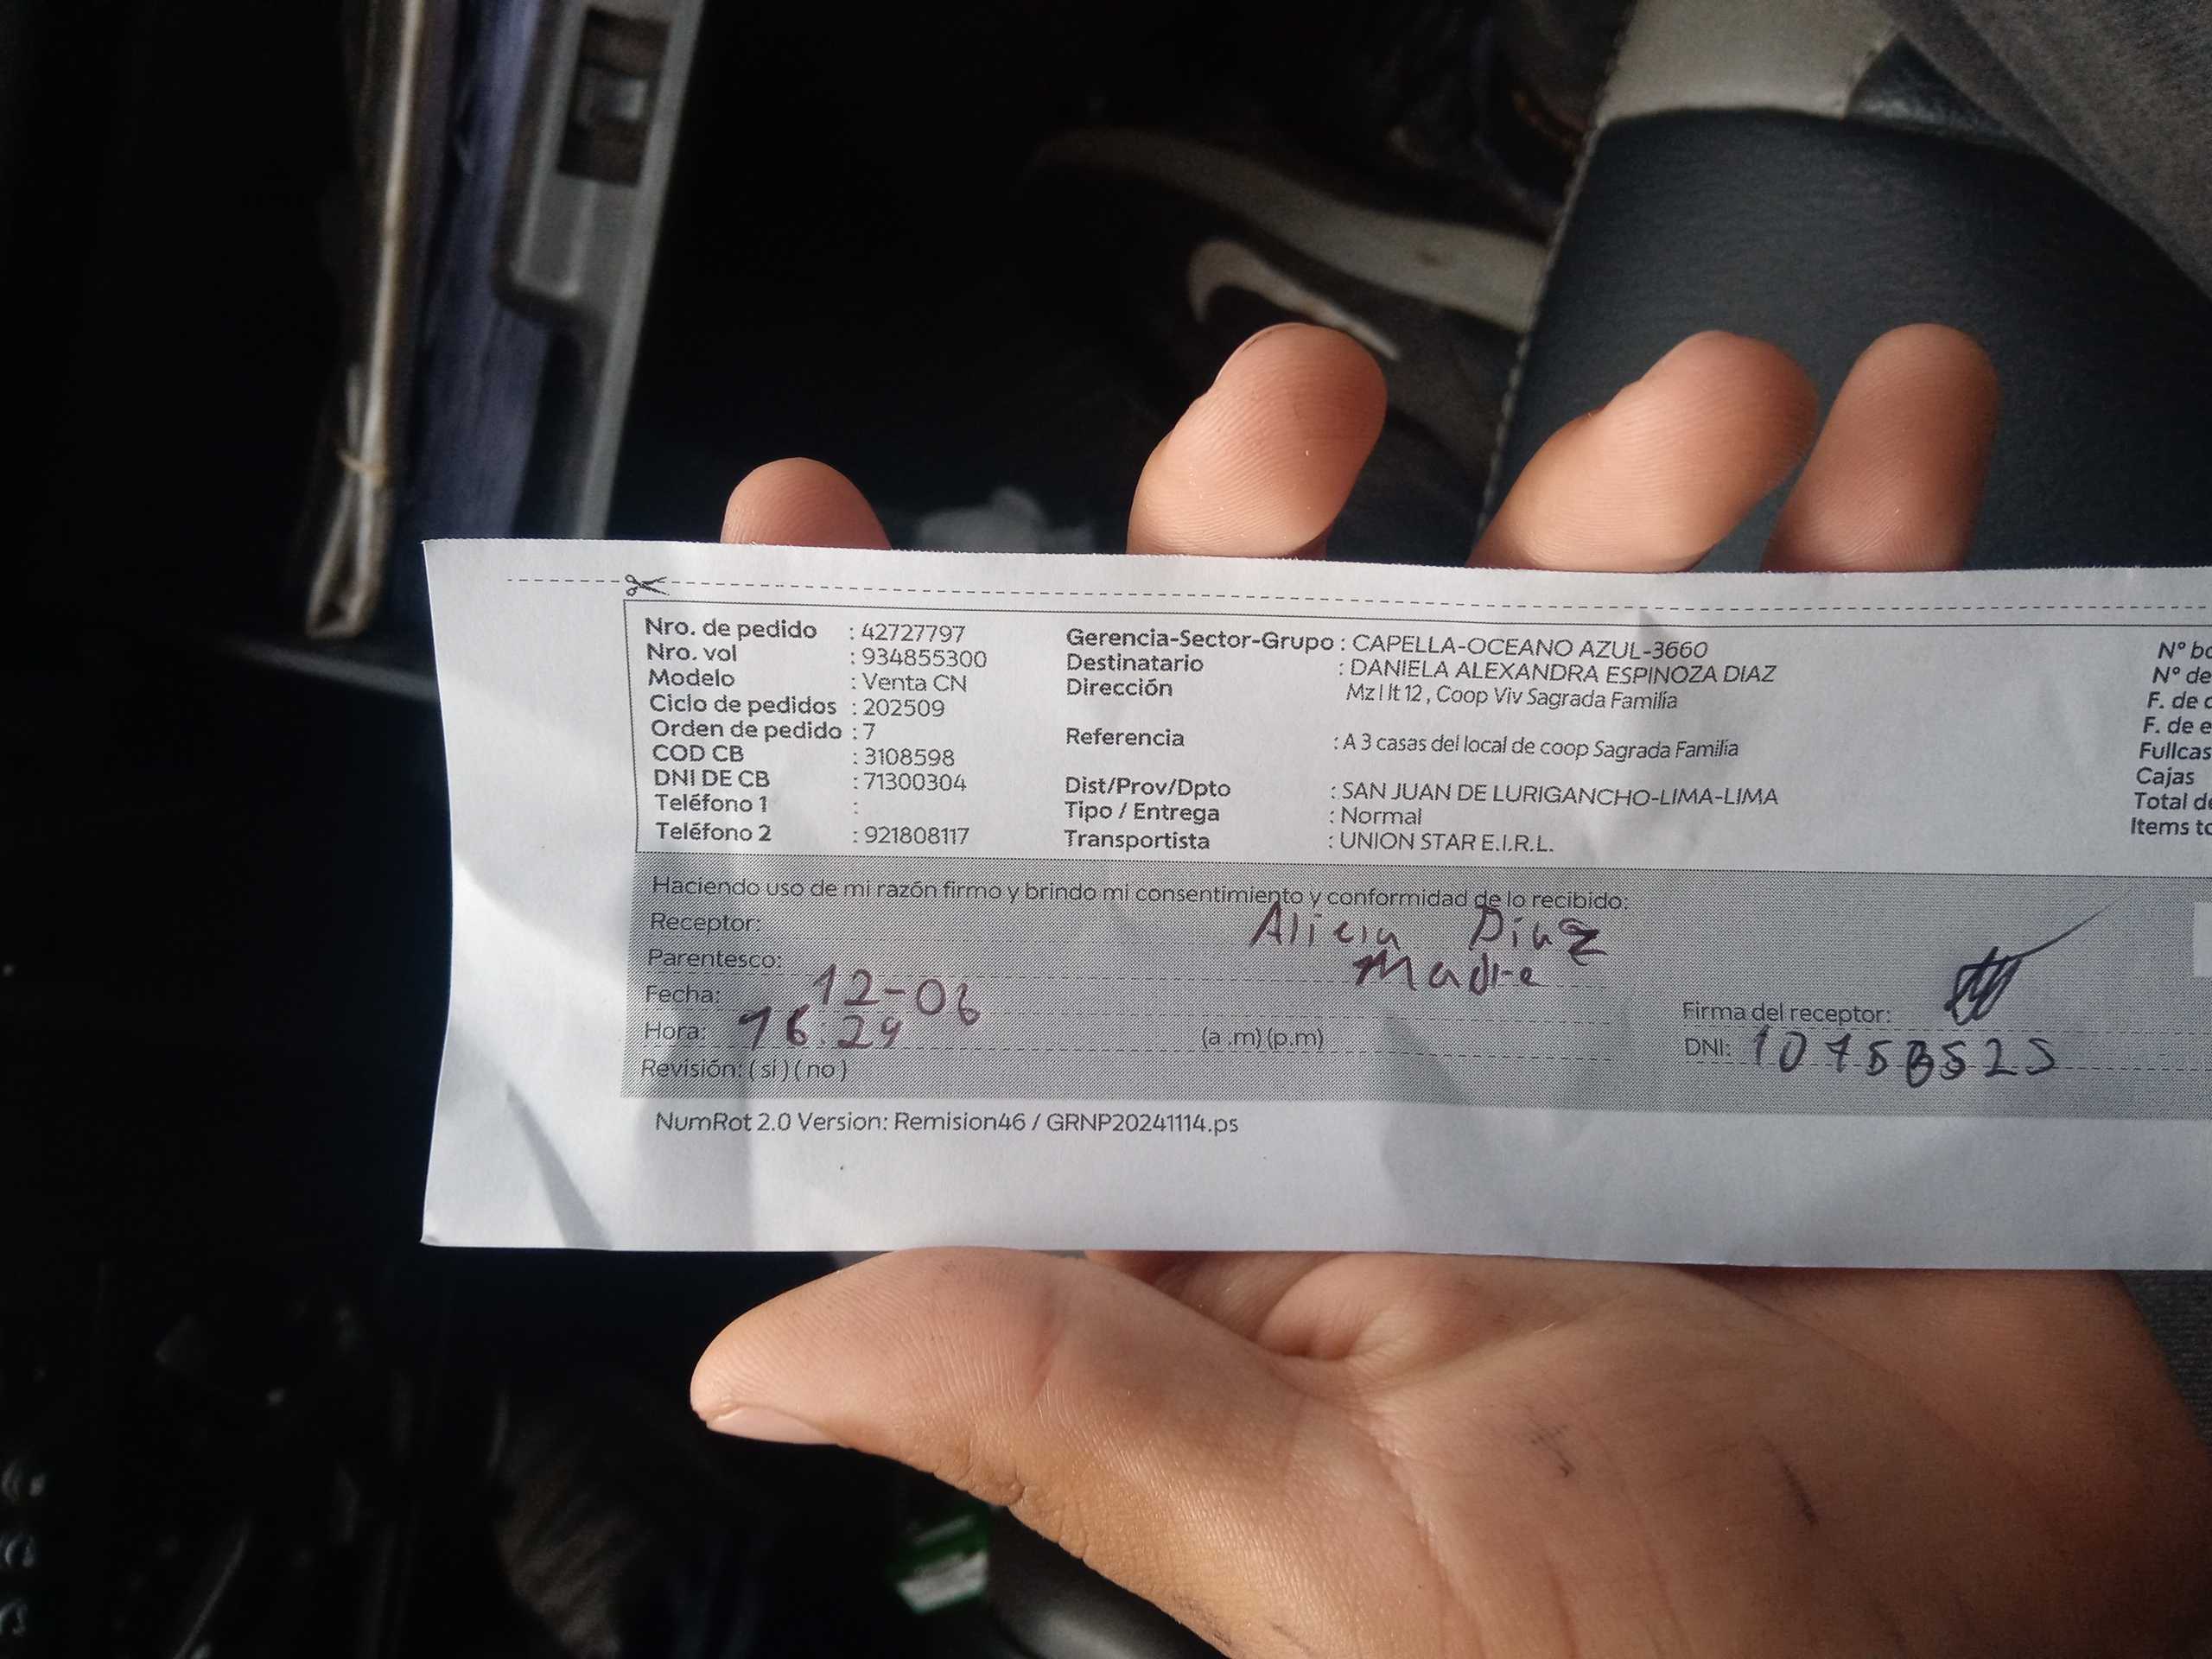 Nro. de pedido : 42727797
Nro. vol : 934855300
Modelo : Venta CN
Ciclo de pedidos : 202509
Orden de pedido : 7
COD CB : 3108598
DNI DE CB : 71300304
Teléfono 1 :
Teléfono 2 : 921808117
Gerencia-Sector-Grupo : CAPELLA-OCEANO AZUL-3660
Destinatario : DANIELA ALEXANDRA ESPINOZA DIAZ
Dirección Mz I lt 12 , Coop Viv Sagrada Familia
Referencia : A 3 casas del local de coop Sagrada Familia
Dist/Prov/Dpto : SAN JUAN DE LURIGANCHO-LIMA-LIMA
Tipo / Entrega : Normal
Transportista : UNION STAR E.I.R.L.
Nº
Nº de
F. de
F. de
Cajas
Total
Items
Haciendo uso de mi razón firmo y brindo mi consentimiento y conformidad de lo recibido:
Receptor: Alicia Diaz
Parentesco: Madre
Fecha: 12-06
Hora: 16:29 (a .m) (p.m)
Revisión: ( si ) ( no )
Firma del receptor:
DNI:
NumRot 2.0 Version: Remision46 / GRNP20241114.ps